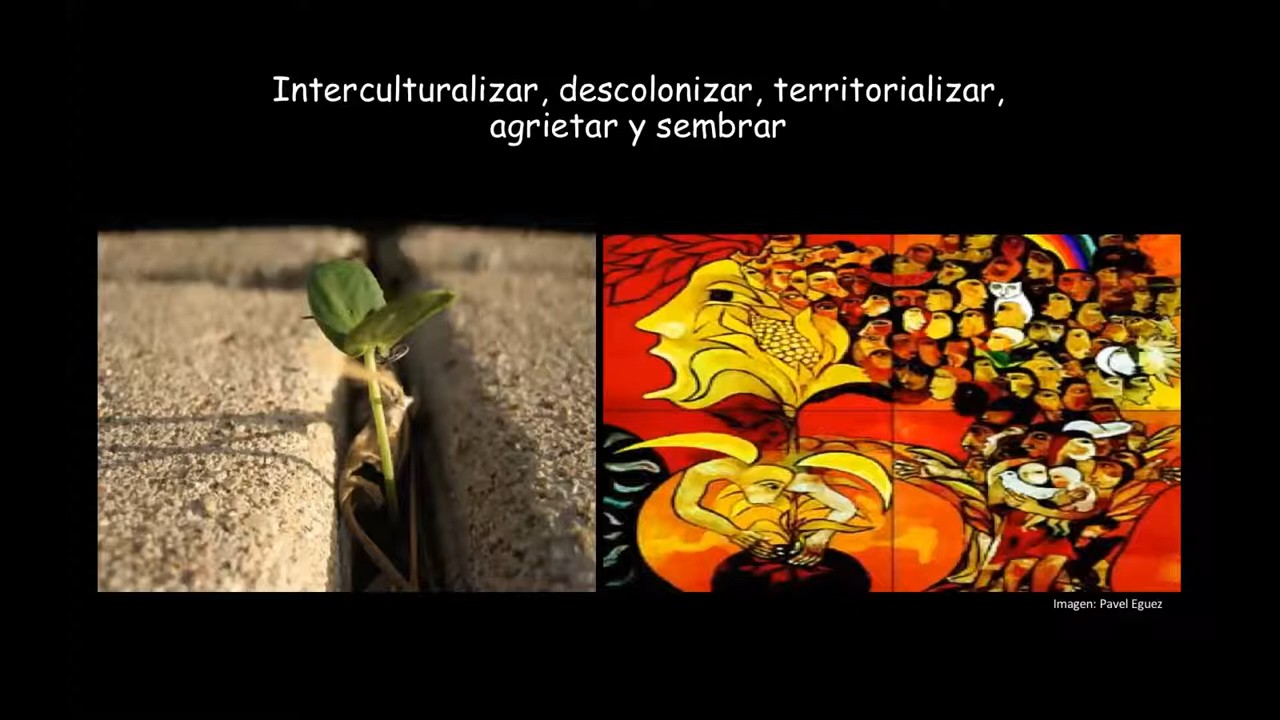 Interculturalizar, descolonizar, territorializar,
agrietar y sembrar
Imagen: Pavel Eguez